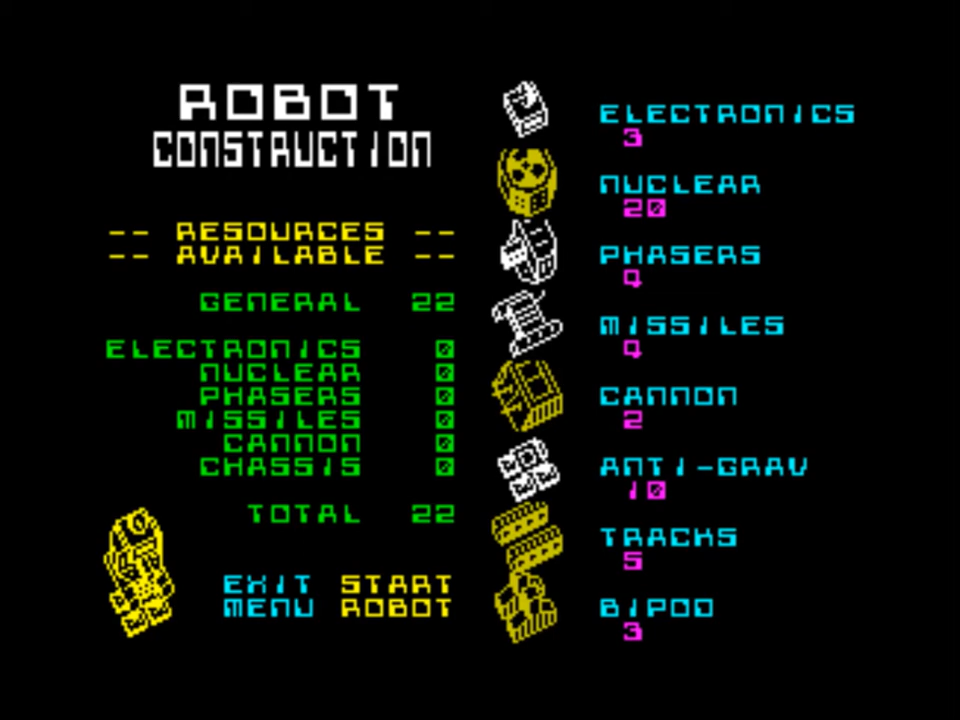 ROBOT
CONSTRUCTION
-- RESOURCES --
-- AVAILABLE --
GENERAL 22
ELECTRONICS 0
NUCLEAR 0
PHASERS 0
MISSILES 0
CANNON 0
CHASSIS 0
TOTAL 22
EXIT START
MENU ROBOT
ELECTRONICS
3
NUCLEAR
20
PHASERS
4
MISSILES
4
CANNON
2
ANTI-GRAV
10
TRACKS
5
BIPOD
3